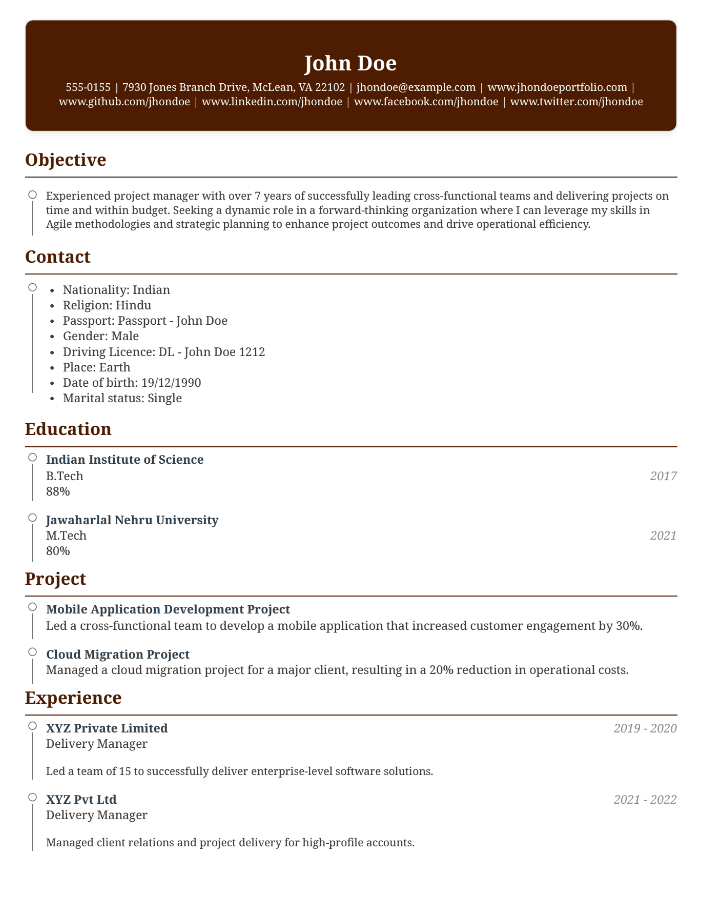 John Doe
555-0155 | 7930 Jones Branch Drive, McLean, VA 22102 | jhondoe@example.com | www.jhondoeportfolio.com |
www.github.com/jhondoe | www.linkedin.com/jhondoe | www.facebook.com/jhondoe | www.twitter.com/jhondoe
Objective
Experienced project manager with over 7 years of successfully leading cross-functional teams and delivering projects on
time and within budget. Seeking a dynamic role in a forward-thinking organization where I can leverage my skills in
Agile methodologies and strategic planning to enhance project outcomes and drive operational efficiency.
Contact
• Nationality: Indian
• Religion: Hindu
• Passport: Passport - John Doe
• Gender: Male
• Driving Licence: DL - John Doe 1212
• Place: Earth
• Date of birth: 19/12/1990
• Marital status: Single
Education
Indian Institute of Science
B.Tech 2017
88%
Jawaharlal Nehru University
M.Tech 2021
80%
Project
Mobile Application Development Project
Led a cross-functional team to develop a mobile application that increased customer engagement by 30%.
Cloud Migration Project
Managed a cloud migration project for a major client, resulting in a 20% reduction in operational costs.
Experience
XYZ Private Limited 2019 - 2020
Delivery Manager
Led a team of 15 to successfully deliver enterprise-level software solutions.
XYZ Pvt Ltd 2021 - 2022
Delivery Manager
Managed client relations and project delivery for high-profile accounts.